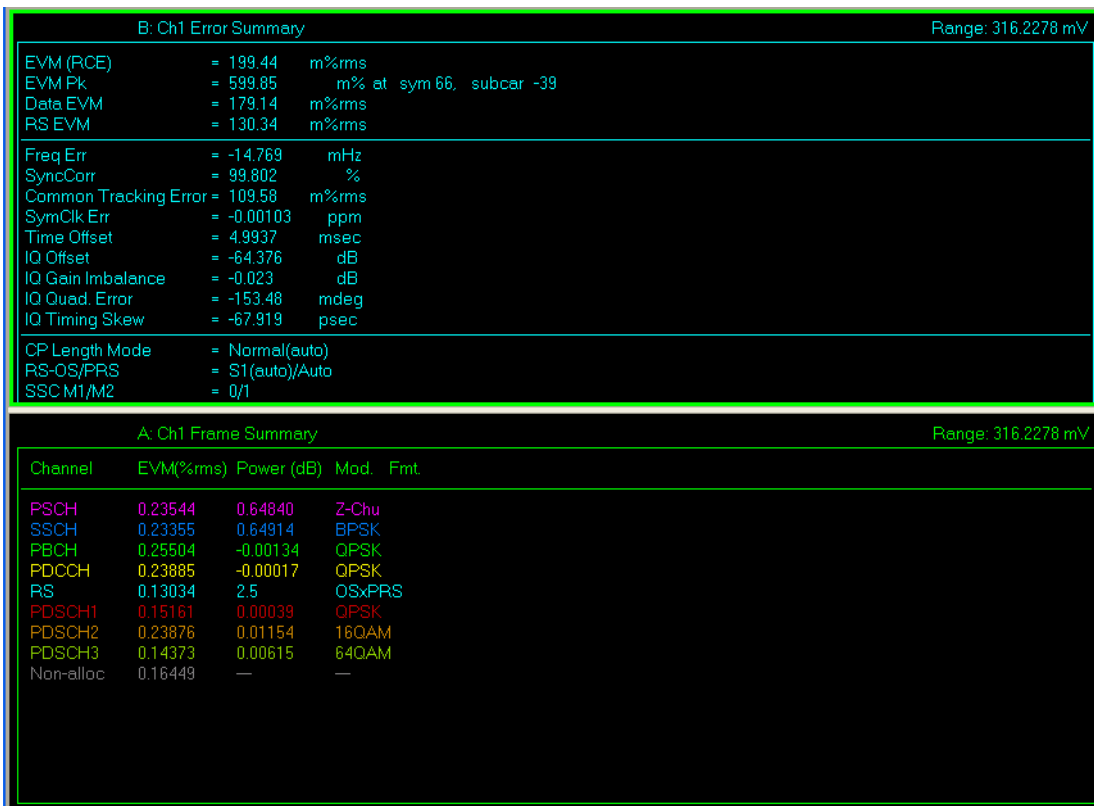 B: Ch1 Error Summary Range: 316.2278 mV
EVM (RCE) = 199.44 m%rms
EVM Pk = 599.85 m% at sym 66, subcar -39
Data EVM = 179.14 m%rms
RS EVM = 130.34 m%rms
Freq Err = -14.769 mHz
SyncCorr = 99.802 %
Common Tracking Error = 109.58 m%rms
SymClk Err = -0.00103 ppm
Time Offset = 4.9937 msec
IQ Offset = -64.376 dB
IQ Gain Imbalance = -0.023 dB
IQ Quad. Error = -153.48 mdeg
IQ Timing Skew = -67.919 psec
CP Length Mode = Normal(auto)
RS-OS/PRS = S1(auto)/Auto
SSC M1/M2 = 0/1
A: Ch1 Frame Summary Range: 316.2278 mV
Channel EVM(%rms) Power (dB) Mod. Fmt.
PSCH 0.23544 0.64840 Z-Chu
SSCH 0.23355 0.64914 BPSK
PBCH 0.25504 -0.00134 QPSK
PDCCH 0.23885 -0.00017 QPSK
RS 0.13034 2.5 OSxPRS
PDSCH1 0.15161 0.00039 QPSK
PDSCH2 0.23876 0.01154 16QAM
PDSCH3 0.14373 0.00615 64QAM
Non-alloc 0.16449 — —